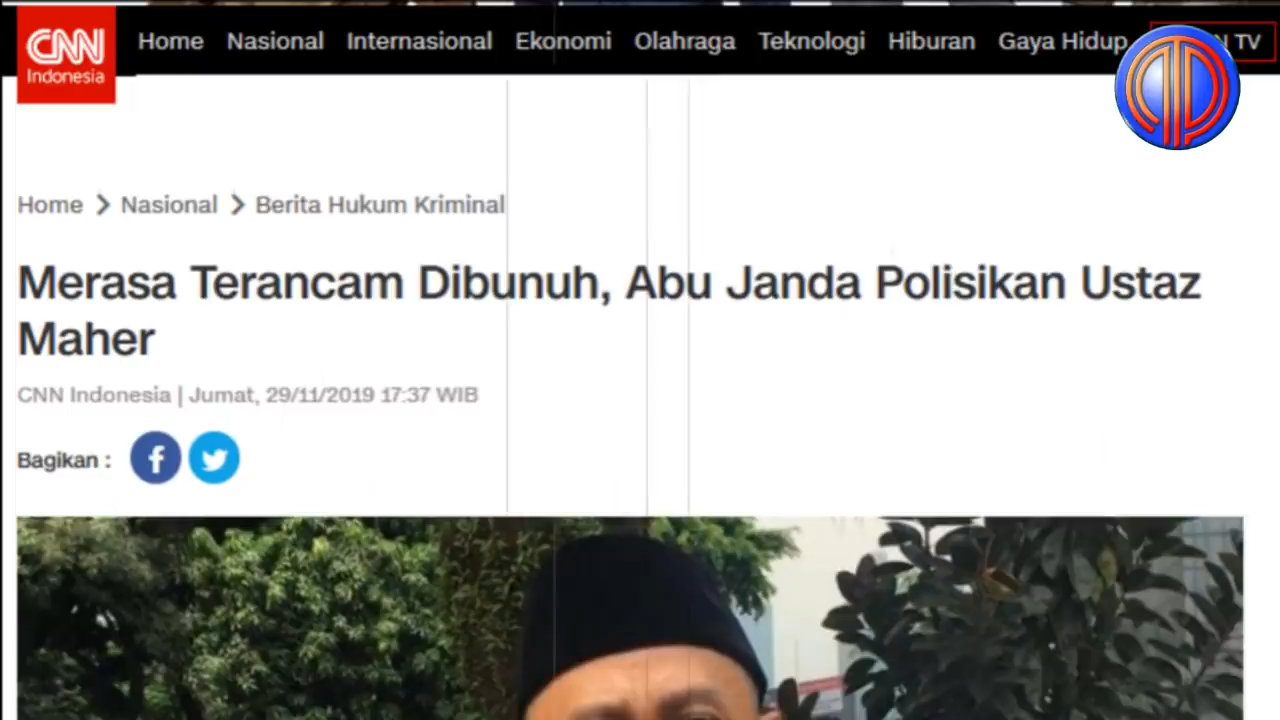 CNN Indonesia
Home Nasional Internasional Ekonomi Olahraga Teknologi Hiburan Gaya Hidup TV
Home > Nasional > Berita Hukum Kriminal
Merasa Terancam Dibunuh, Abu Janda Polisikan Ustaz
Maher
CNN Indonesia | Jumat, 29/11/2019 17:37 WIB
Bagikan :